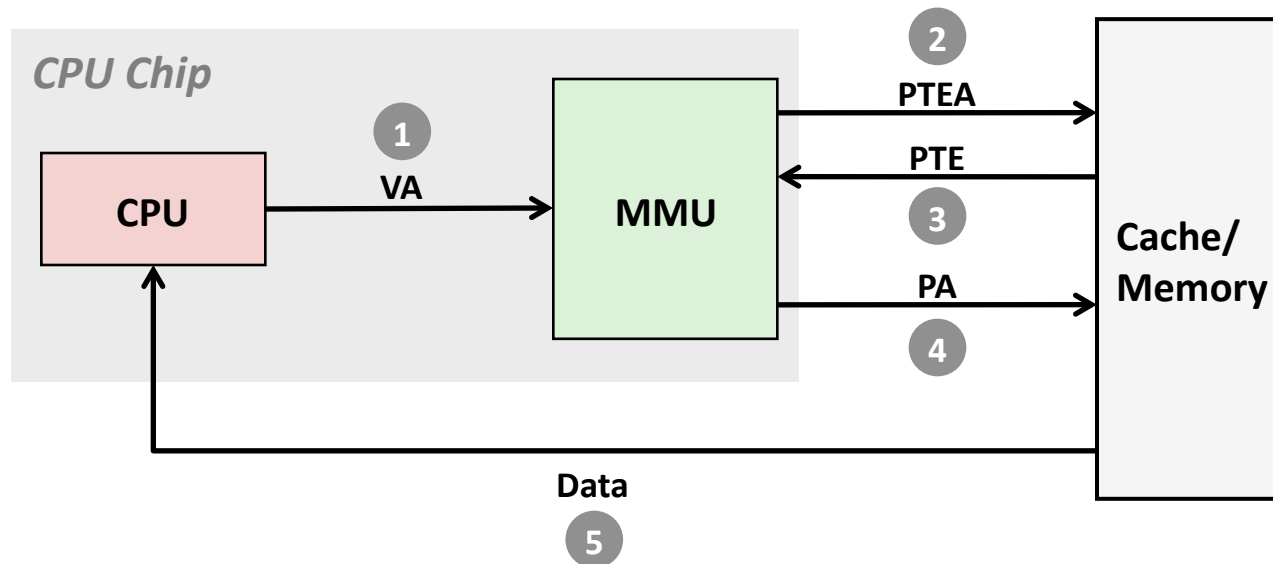 CPU Chip
2
PTEA
1
VA
PTE
CPU
MMU
3
Cache/
Memory
PA
4
Data
5